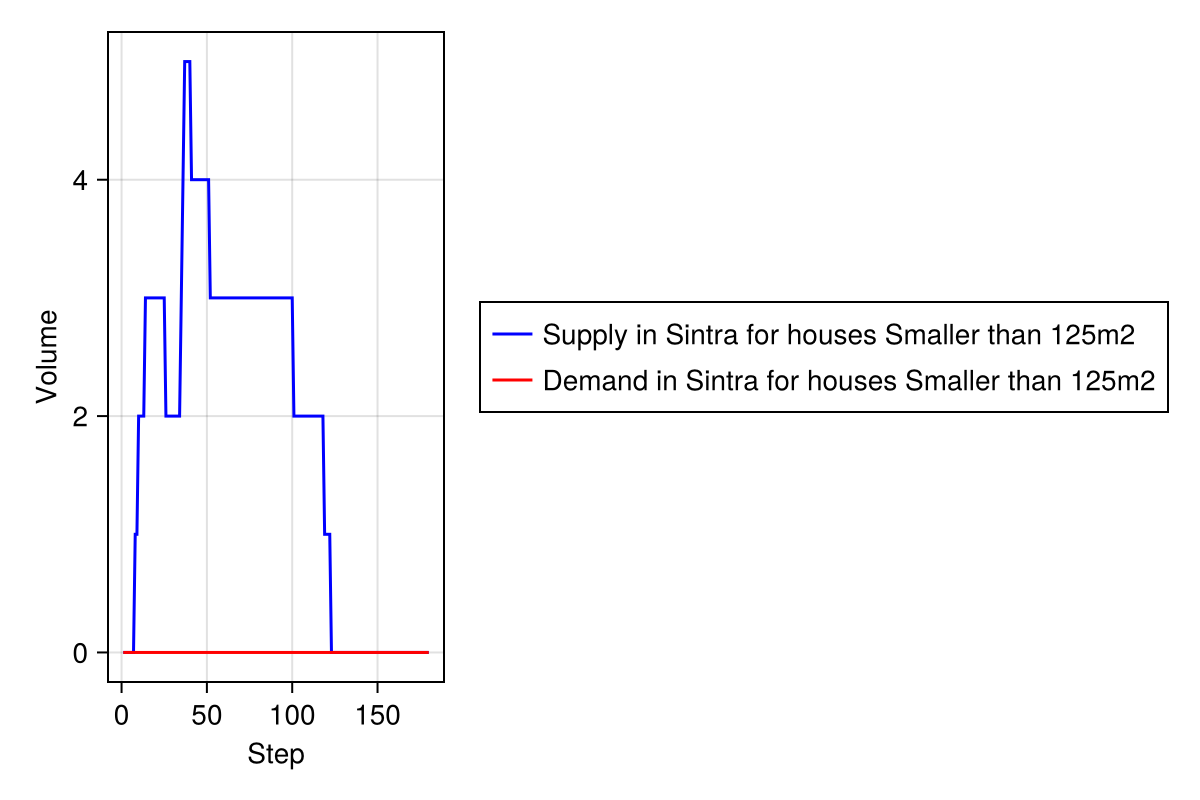 Volume
4
2
0
0 50 100 150
Step
Supply in Sintra for houses Smaller than 125m2
Demand in Sintra for houses Smaller than 125m2